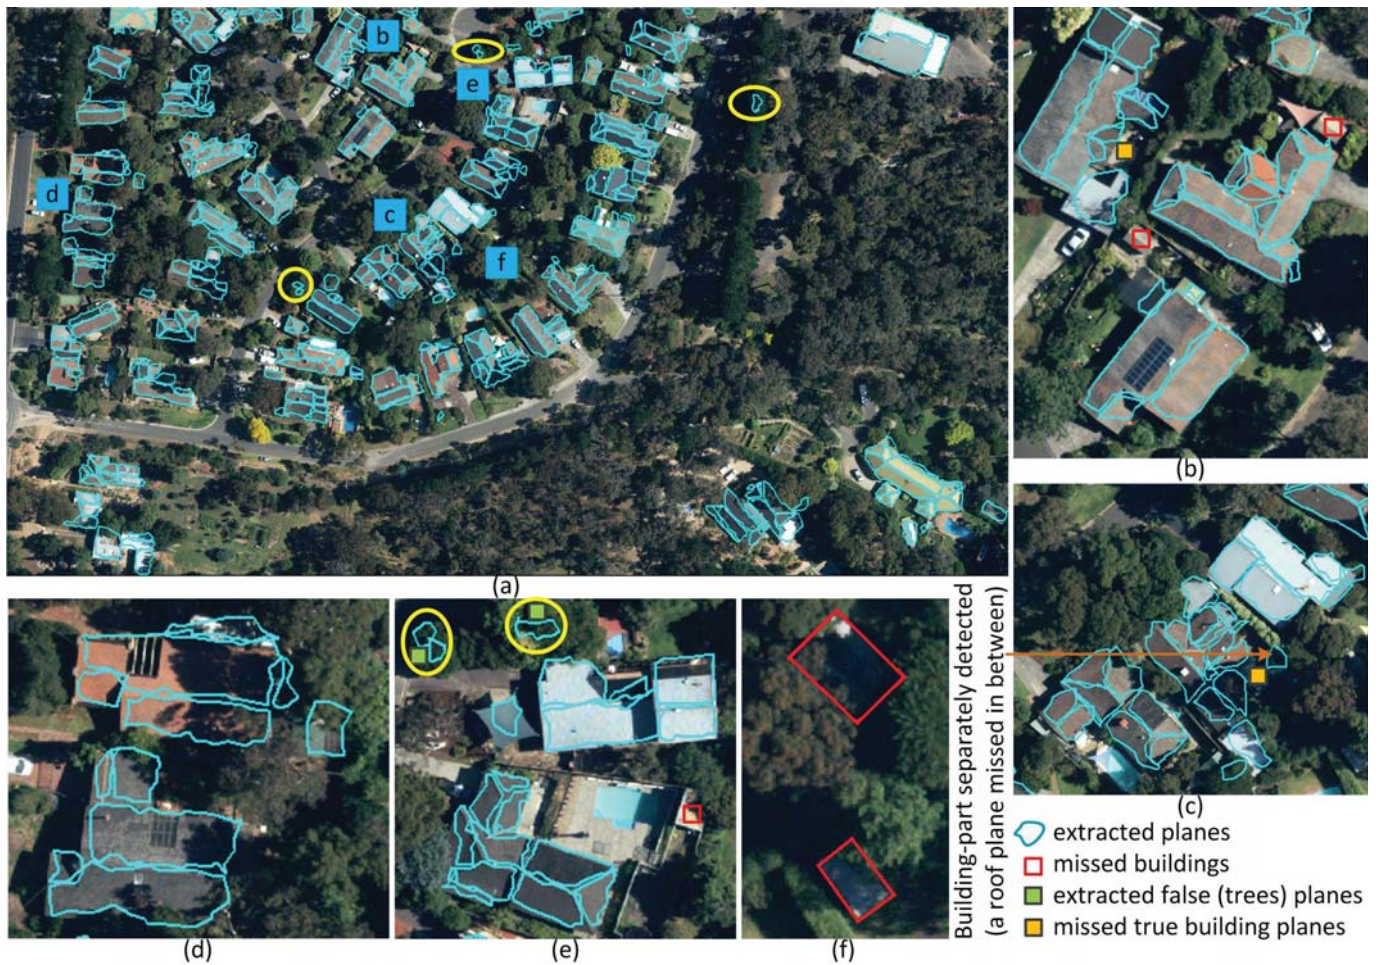 b
e
d
c
f
(a)
(b)
(c)
(d)
(e)
(f)
Building-part separately detected
(a roof plane missed in between)
extracted planes
missed buildings
extracted false (trees) planes
missed true building planes